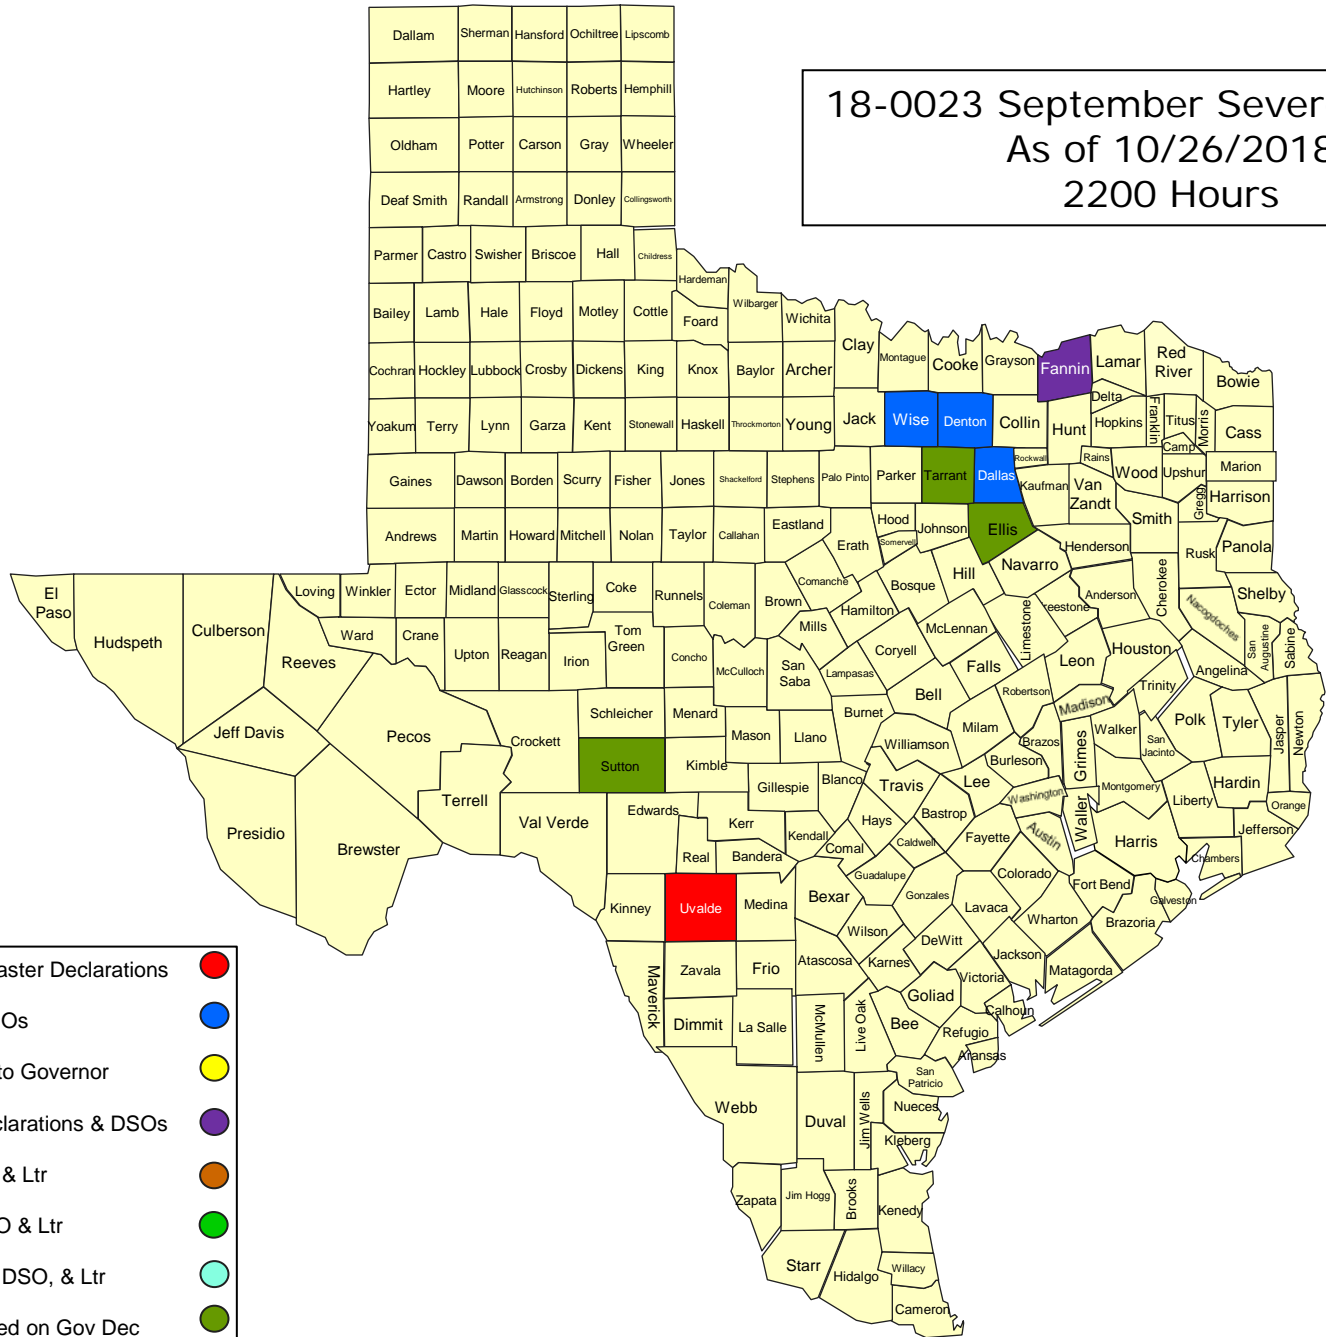 Dallam Sherman Hansford Ochiltree Lipscomb
Hartley Moore Hutchinson Roberts Hemphill
18-0023 September Sever
As of 10/26/2018
2200 Hours
Oldham Potter Carson Gray Wheeler
Deaf Smith Randall Armstrong Donley Collingsworth
Parmer Castro Swisher Briscoe Hall Childress
Hardeman
Bailey Lamb Hale Floyd Motley Cottle Foard Wilbarger Wichita
Clay Montague Cooke Grayson Fannin Lamar Red River Bowie
Cochran Hockley Lubbock Crosby Dickens King Knox Baylor Archer
Delta
Yoakum Terry Lynn Garza Kent Stonewall Haskell Throckmorton Young Jack Wise Denton Collin Hunt Hopkins Franklin Titus Morris Cass
Camp
Rockwall Rains
Gaines Dawson Borden Scurry Fisher Jones Shackelford Stephens Palo Pinto Parker Tarrant Dallas Kaufman Van Zandt Wood Upshur Marion
Gregg Harrison
Andrews Martin Howard Mitchell Nolan Taylor Callahan Eastland Erath Hood Somervell Johnson Ellis Henderson Smith Rusk Panola
El Paso Hudspeth Culberson Loving Winkler Ector Midland Glasscock Sterling Coke Runnels Coleman Brown Comanche Hamilton Bosque Hill Navarro Anderson Cherokee Nacogdoches Shelby
Reeves Ward Crane Upton Reagan Irion Tom Green Concho McCulloch San Saba Mills Lampasas Coryell McLennan Limestone reestone Leon Houston Angelina San Augustine Sabine
Falls Bell Robertson Madison Trinity
Jeff Davis Pecos Crockett Schleicher Menard Mason Llano Burnet Williamson Milam Brazos Grimes Walker San Jacinto Polk Tyler Jasper Newton
Terrell Sutton Kimble Gillespie Blanco Travis Lee Burleson Washington Waller Montgomery Liberty Hardin Orange
Presidio Brewster Val Verde Edwards Kerr Kendall Hays Bastrop Caldwell Fayette Austin Harris Jefferson Chambers
Real Bandera Comal Guadalupe Gonzales Colorado Fort Bend Galveston
Kinney Uvalde Medina Bexar Wilson Lavaca Wharton Brazoria
Maverick Zavala Frio Atascosa Karnes DeWitt Jackson Matagorda
Victoria Goliad Calhoun
Dimmit La Salle McMullen Live Oak Bee Refugio Aransas
San Patricio
Webb Duval Jim Wells Nueces
Kleberg
Zapata Jim Hogg Brooks Kenedy
Starr Hidalgo Willacy
Cameron
aster Declarations
Os
to Governor
clarations & DSOs
& Ltr
O & Ltr
DSO, & Ltr
ed on Gov Dec